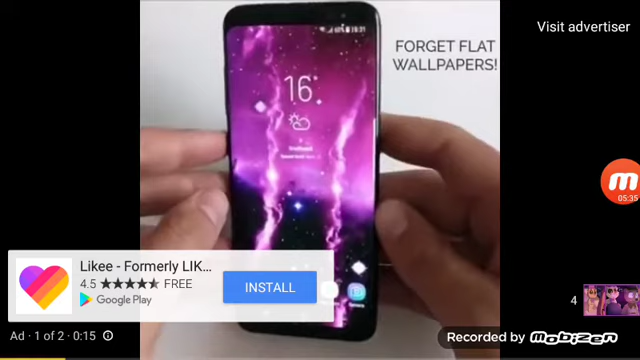 Visit advertiser
FORGET FLAT
WALLPAPERS!
16
05:35
Likee - Formerly LIK...
4.5 ★★★★★ FREE
Google Play
INSTALL
4
Ad · 1 of 2 · 0:15
Recorded by mobizen